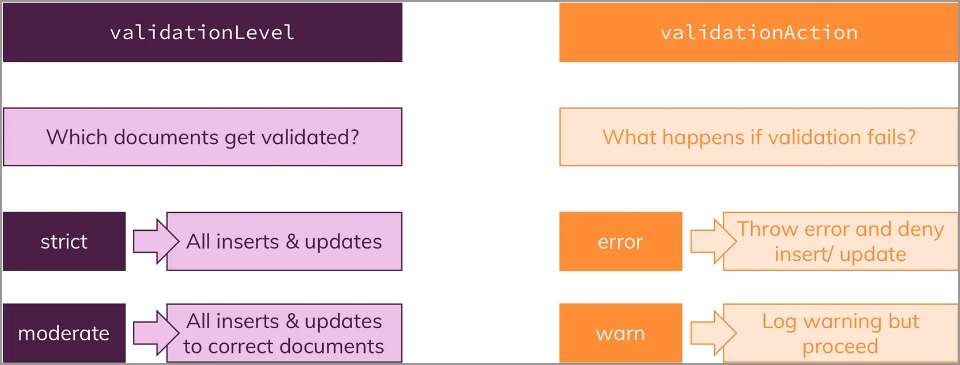 validationLevel
validationAction
Which documents get validated?
What happens if validation fails?
strict
All inserts & updates
error
Throw error and deny
insert/ update
moderate
All inserts & updates
to correct documents
warn
Log warning but
proceed